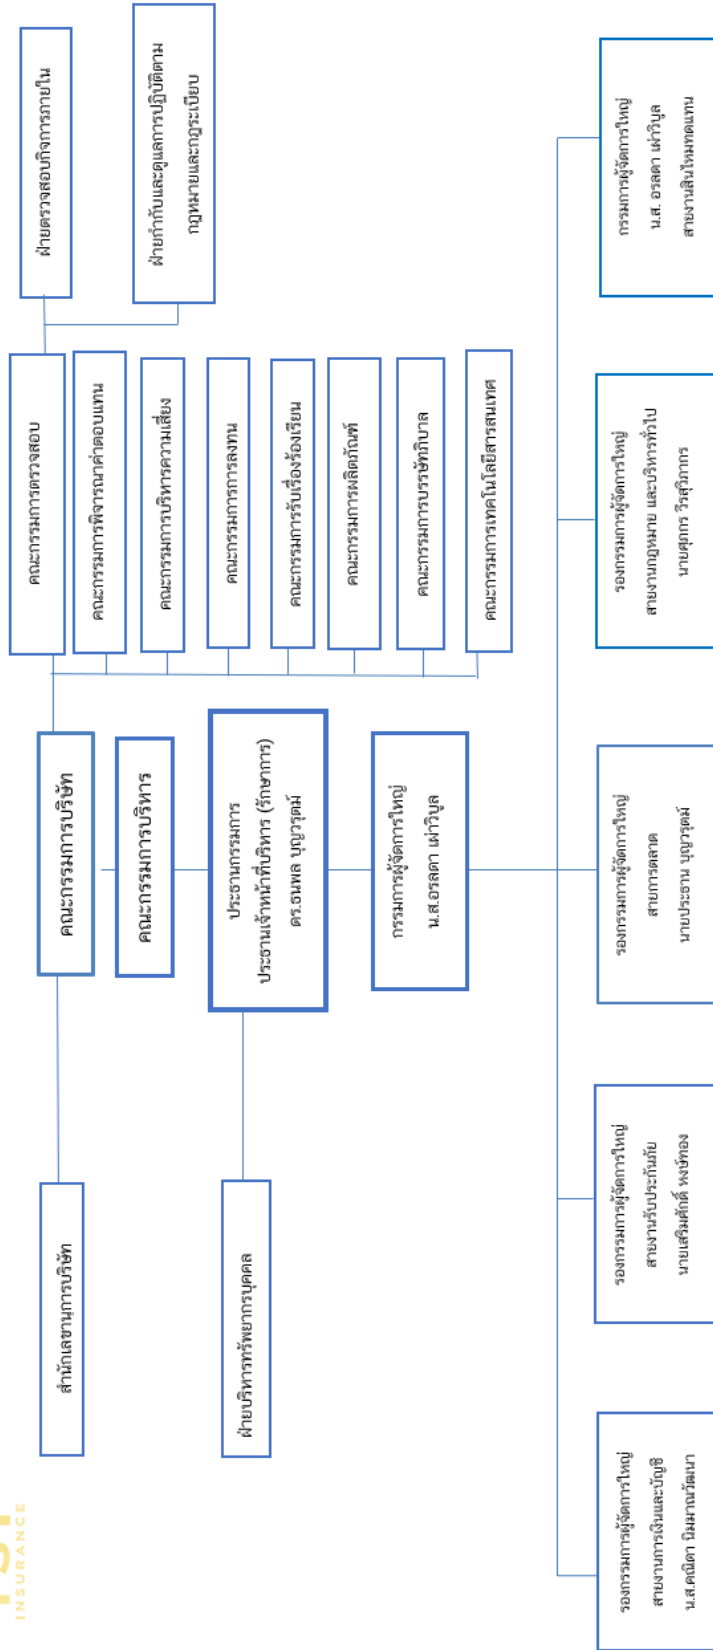 INSURANCE
สำนักเลขานุการบริษัท
คณะกรรมการบริษัท
คณะกรรมการบริหาร
ฝ่ายบริหารทรัพยากรบุคคล
ประธานกรรมการ
ประธานเจ้าหน้าที่บริหาร (รักษาการ)
ดร.ธนพล บุญวรุตม์
กรรมการผู้จัดการใหญ่
น.ส.อรลดา เผ่าวิบูล
คณะกรรมการตรวจสอบ
คณะกรรมการพิจารณาค่าตอบแทน
คณะกรรมการบริหารความเสี่ยง
คณะกรรมการการลงทุน
คณะกรรมการรับเรื่องร้องเรียน
คณะกรรมการผลิตภัณฑ์
คณะกรรมการบรรษัทภิบาล
คณะกรรมการเทคโนโลยีสารสนเทศ
ฝ่ายตรวจสอบกิจการภายใน
ฝ่ายกำกับและดูแลการปฏิบัติตาม
กฎหมายและกฎระเบียบ
รองกรรมการผู้จัดการใหญ่
สายงานการเงินและบัญชี
น.ส.คณิตา นิมมาณวัฒนา
รองกรรมการผู้จัดการใหญ่
สายงานรับประกันภัย
นายเสริมศักดิ์ หงษ์ทอง
รองกรรมการผู้จัดการใหญ่
สายการตลาด
นายประธาน บุญวรุตม์
รองกรรมการผู้จัดการใหญ่
สายงานกฎหมาย และบริหารทั่วไป
นายศุภกร วีรสุวิภากร
กรรมการผู้จัดการใหญ่
น.ส. อรลดา เผ่าวิบูล
สายงานสินไหมทดแทน